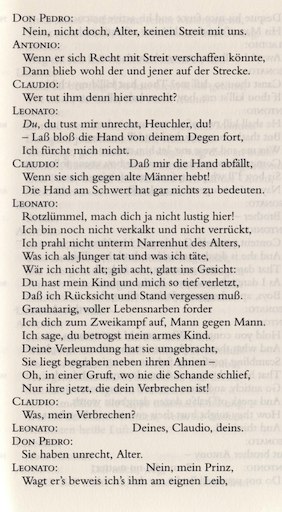 DON PEDRO:
Nein, nicht doch, Alter, keinen Streit mit uns.
ANTONIO:
Wenn er sich Recht mit Streit verschaffen könnte,
Dann blieb wohl der und jener auf der Strecke.
CLAUDIO:
Wer tut ihm denn hier unrecht?
LEONATO:
Du, du tust mir unrecht, Heuchler, du!
– Laß bloß die Hand von deinem Degen fort,
Ich fürcht mich nicht.
CLAUDIO: Daß mir die Hand abfällt,
Wenn sie sich gegen alte Männer hebt!
Die Hand am Schwert hat gar nichts zu bedeuten.
LEONATO:
Rotzlümmel, mach dich ja nicht lustig hier!
Ich bin noch nicht verkalkt und nicht verrückt,
Ich prahl nicht unterm Narrenhut des Alters,
Was ich als Junger tat und was ich täte,
Wär ich nicht alt; gib acht, glatt ins Gesicht:
Du hast mein Kind und mich so tief verletzt,
Daß ich Rücksicht und Stand vergessen muß.
Grauhaarig, voller Lebensnarben forder
Ich dich zum Zweikampf auf, Mann gegen Mann.
Ich sage, du betrogst mein armes Kind.
Deine Verleumdung hat sie umgebracht,
Sie liegt begraben neben ihren Ahnen –
Oh, in einer Gruft, wo nie die Schande schlief,
Nur ihre jetzt, die dein Verbrechen ist!
CLAUDIO:
Was, mein Verbrechen?
LEONATO: Deines, Claudio, deins.
DON PEDRO:
Sie haben unrecht, Alter.
LEONATO: Nein, mein Prinz,
Wagt er's beweis ich's ihm am eignen Leib,